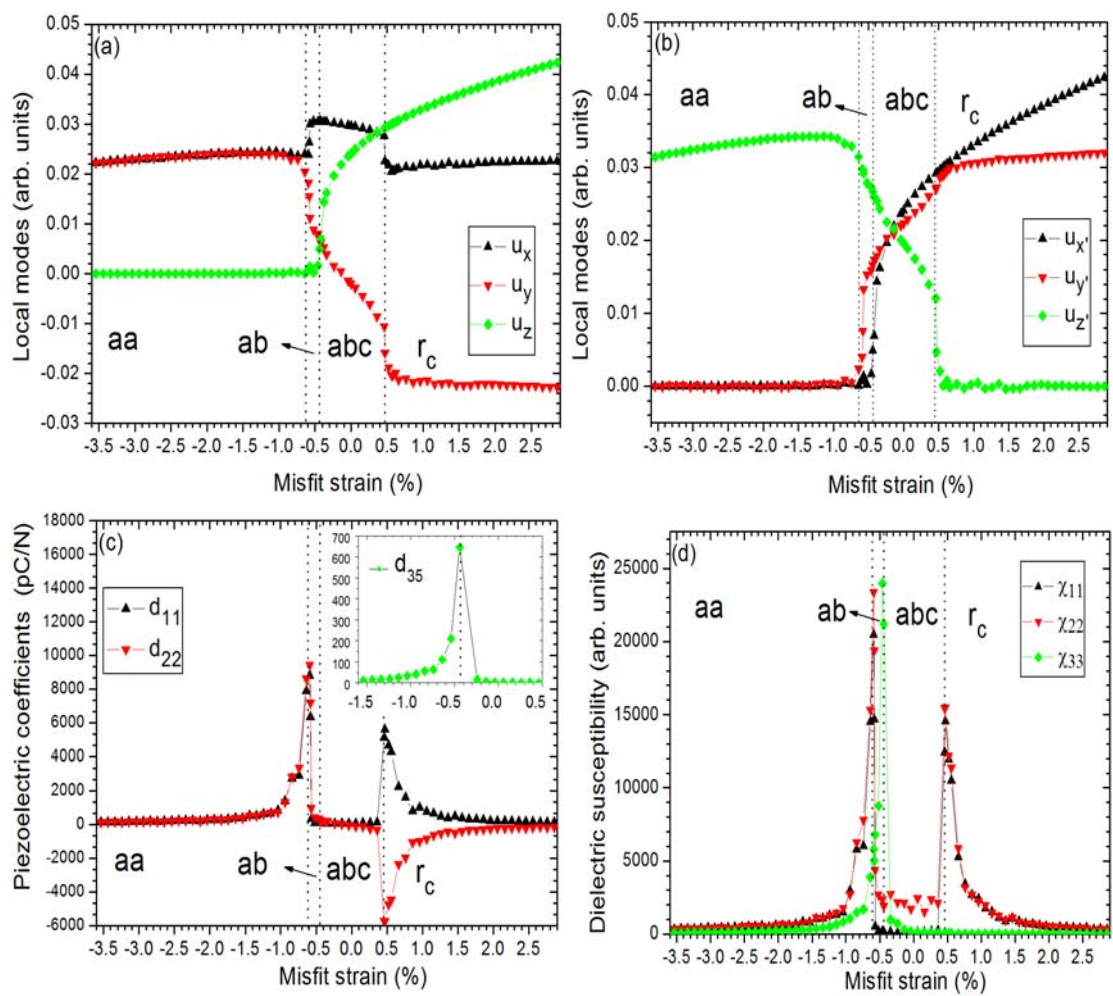 (a)
0.05
0.04
0.03
0.02
0.01
0.00
-0.01
-0.02
-0.03
Local modes (arb. units)
aa
ab
abc
r_c
u_x
u_y
u_z
-3.5 -3.0 -2.5 -2.0 -1.5 -1.0 -0.5 0.0 0.5 1.0 1.5 2.0 2.5
Misfit strain (%)
(b)
0.05
0.04
0.03
0.02
0.01
0.00
Local modes (arb. units)
aa
ab
abc
r_c
u_x'
u_y'
u_z'
-3.5 -3.0 -2.5 -2.0 -1.5 -1.0 -0.5 0.0 0.5 1.0 1.5 2.0 2.5
Misfit strain (%)
(c)
18000
16000
14000
12000
10000
8000
6000
4000
2000
0
-2000
-4000
-6000
Piezoelectric coefficients (pC/N)
d_11
d_22
700
600
500
400
300
200
100
0
d_35
-1.5 -1.0 -0.5 0.0 0.5
aa
ab
abc
r_c
-3.5 -3.0 -2.5 -2.0 -1.5 -1.0 -0.5 0.0 0.5 1.0 1.5 2.0 2.5
Misfit strain (%)
(d)
25000
20000
15000
10000
5000
0
Dielectric susceptibility (arb. units)
aa
ab
abc
r_c
χ_11
χ_22
χ_33
-3.5 -3.0 -2.5 -2.0 -1.5 -1.0 -0.5 0.0 0.5 1.0 1.5 2.0 2.5
Misfit strain (%)